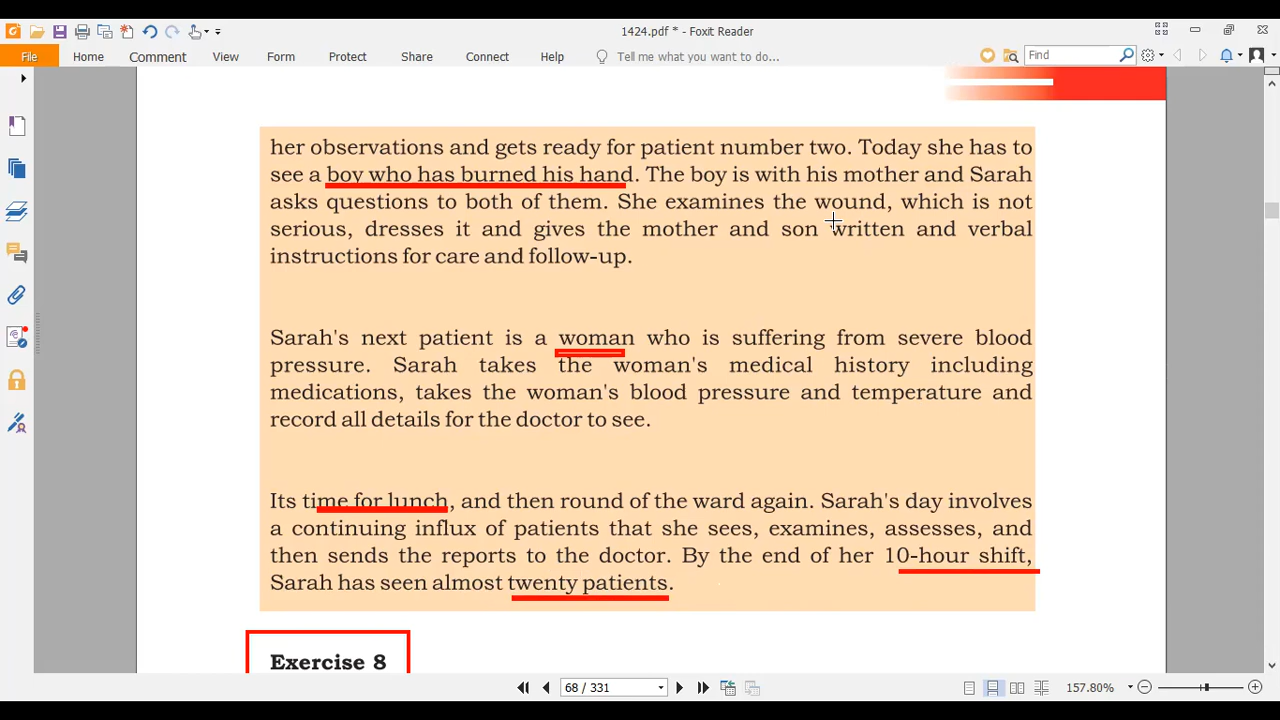 1424.pdf * - Foxit Reader
File Home Comment View Form Protect Share Connect Help Tell me what you want to do... Find
her observations and gets ready for patient number two. Today she has to
see a boy who has burned his hand. The boy is with his mother and Sarah
asks questions to both of them. She examines the wound, which is not
serious, dresses it and gives the mother and son written and verbal
instructions for care and follow-up.
Sarah's next patient is a woman who is suffering from severe blood
pressure. Sarah takes the woman's medical history including
medications, takes the woman's blood pressure and temperature and
record all details for the doctor to see.
Its time for lunch, and then round of the ward again. Sarah's day involves
a continuing influx of patients that she sees, examines, assesses, and
then sends the reports to the doctor. By the end of her 10-hour shift,
Sarah has seen almost twenty patients.
Exercise 8
68 / 331 157.80%